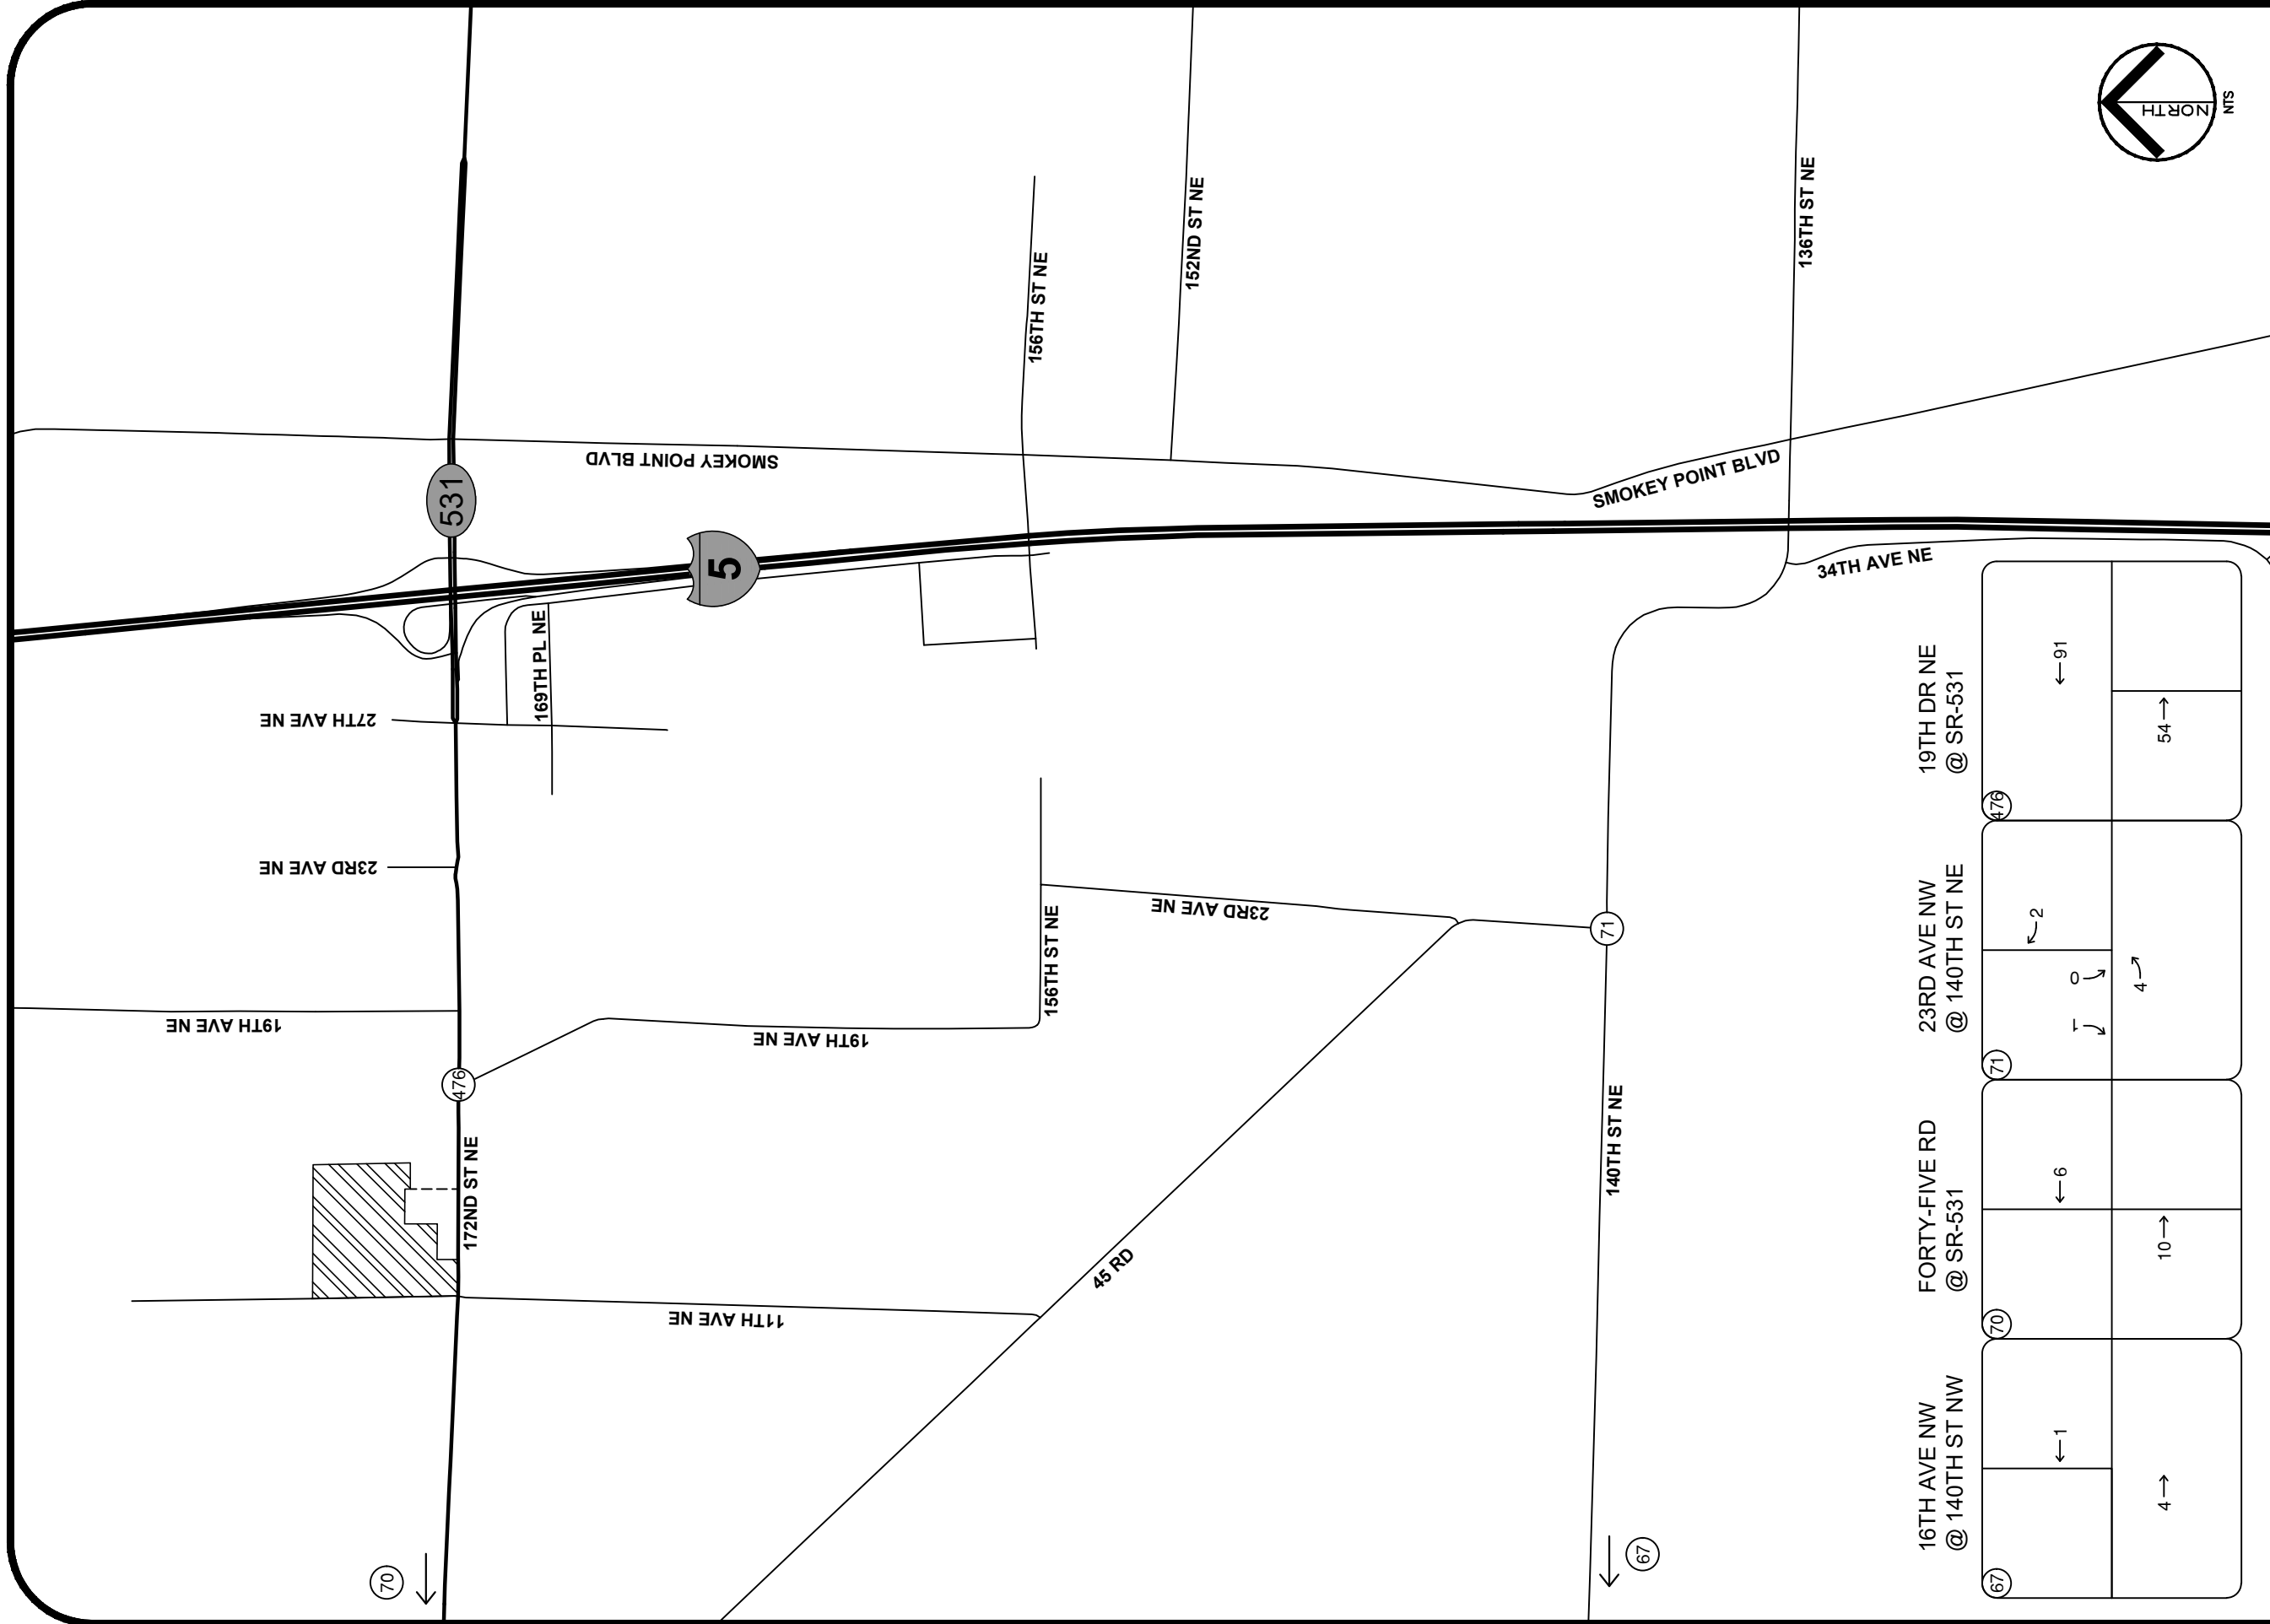 531
5
SMOKEY POINT BLVD
SMOKEY POINT BLVD
156TH ST NE
152ND ST NE
136TH ST NE
NORTH
NTS
34TH AVE NE
169TH PL NE
27TH AVE NE
23RD AVE NE
19TH AVE NE
476
19TH AVE NE
156TH ST NE
23RD AVE NE
71
172ND ST NE
11TH AVE NE
45 RD
140TH ST NE
70
67
16TH AVE NW
@ 140TH ST NW
67
1
4
FORTY-FIVE RD
@ SR-531
70
6
10
23RD AVE NW
@ 140TH ST NE
71
1
0
2
4
19TH DR NE
@ SR-531
476
91
54